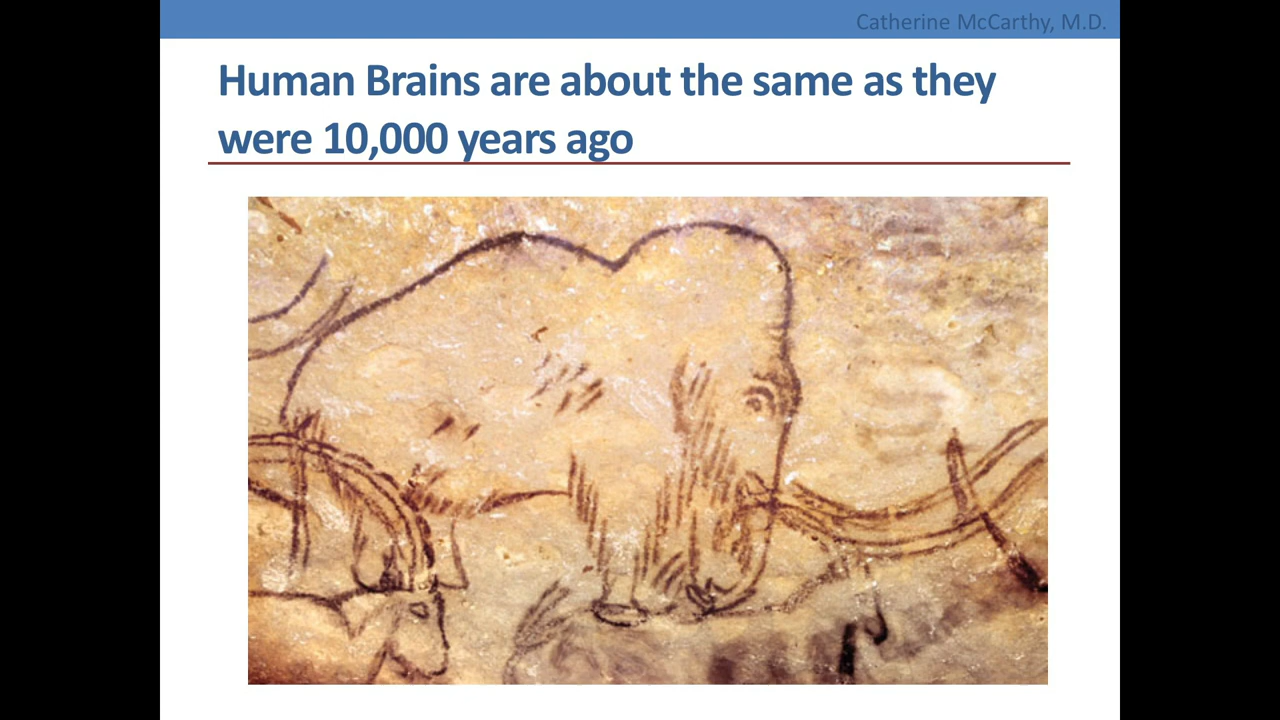 Catherine McCarthy, M.D.
Human Brains are about the same as they
were 10,000 years ago